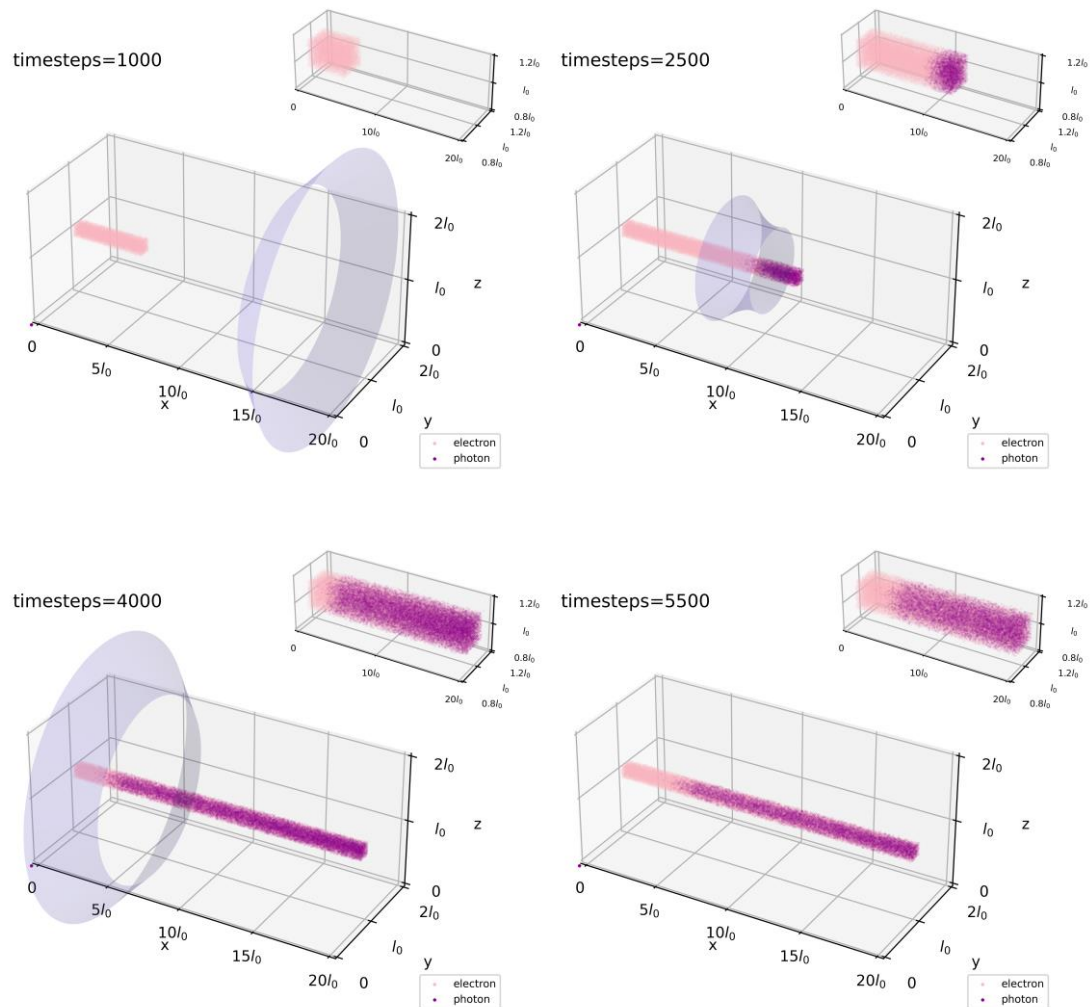 timesteps=1000
1.2l₀
l₀
0.8l₀
1.2l₀
l₀
0.8l₀
0
10l₀
20l₀
2l₀
l₀
z
0
2l₀
l₀
y
0
0
5l₀
10l₀
x
15l₀
20l₀
electron
photon
timesteps=2500
1.2l₀
l₀
0.8l₀
1.2l₀
l₀
0.8l₀
0
10l₀
20l₀
2l₀
l₀
z
0
2l₀
l₀
y
0
0
5l₀
10l₀
x
15l₀
20l₀
electron
photon
timesteps=4000
1.2l₀
l₀
0.8l₀
1.2l₀
l₀
0.8l₀
0
10l₀
20l₀
2l₀
l₀
z
0
2l₀
l₀
y
0
0
5l₀
10l₀
x
15l₀
20l₀
electron
photon
timesteps=5500
1.2l₀
l₀
0.8l₀
1.2l₀
l₀
0.8l₀
0
10l₀
20l₀
2l₀
l₀
z
0
2l₀
l₀
y
0
0
5l₀
10l₀
x
15l₀
20l₀
electron
photon